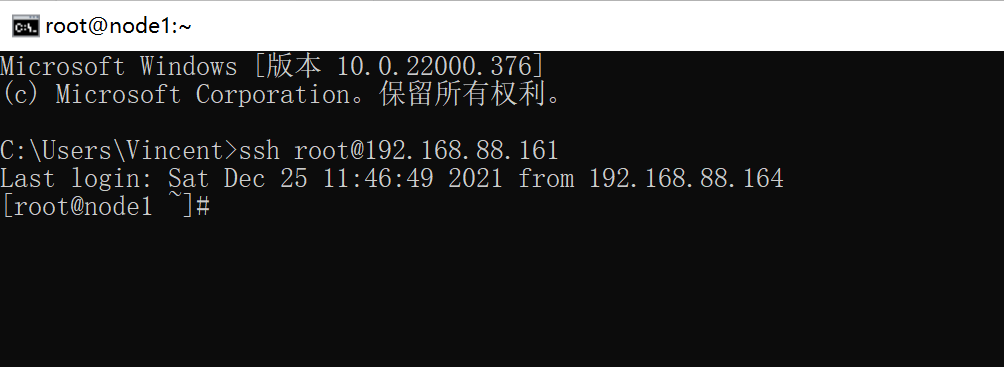 root@node1:~
Microsoft Windows [版本 10.0.22000.376]
(c) Microsoft Corporation。保留所有权利。
C:\Users\Vincent>ssh root@192.168.88.161
Last login: Sat Dec 25 11:46:49 2021 from 192.168.88.164
[root@node1 ~]#